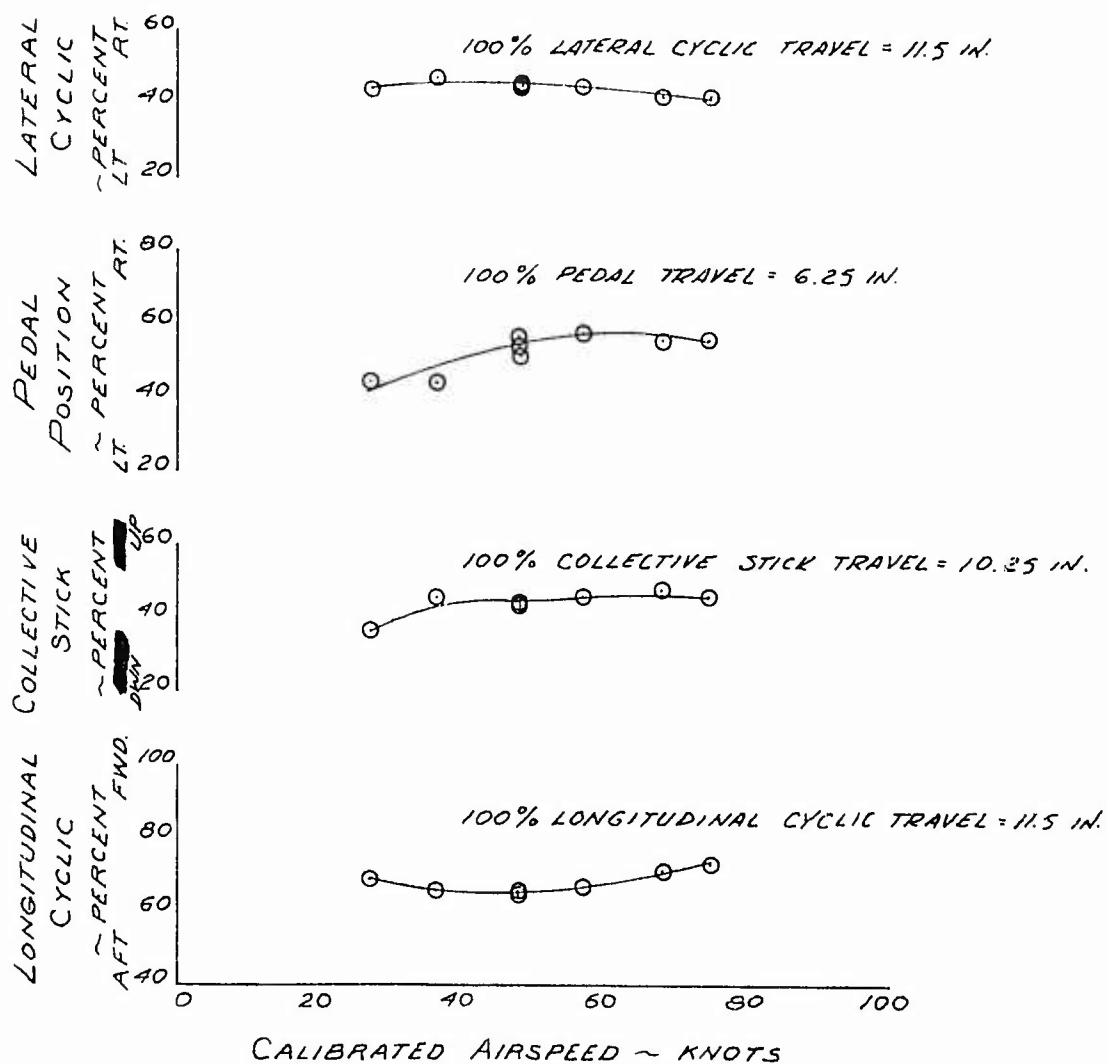 LATERAL
CYCLIC
~PERCENT
LT RT.
60
40
20
100% LATERAL CYCLIC TRAVEL = 11.5 IN.
PEDAL
POSITION
~ PERCENT
LT. RT.
80
60
40
20
100% PEDAL TRAVEL = 6.25 IN.
COLLECTIVE
STICK
~PERCENT
DWN UP
60
40
20
100% COLLECTIVE STICK TRAVEL = 10.25 IN.
LONGITUDINAL
CYCLIC
~PERCENT
AFT FWD.
100
80
60
40
100% LONGITUDINAL CYCLIC TRAVEL = 11.5 IN.
0 20 40 60 80 100
CALIBRATED AIRSPEED ~ KNOTS